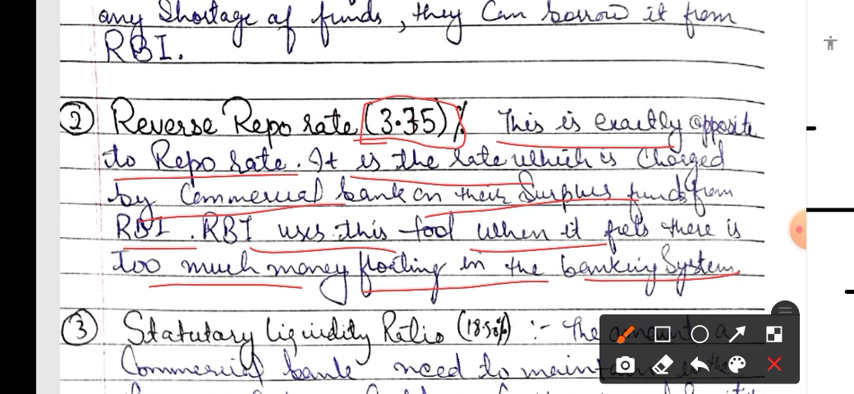 any Shortage of funds, they Can borrow it from
RBI.
② Reverse Repo rate (3.35)% This is exactly opposite
to Repo rate. It is the rate which is Charged
by Commercial bank on their Surplus funds from
RBI. RBI uses this tool when it feels there is
too much money floating in the banking System.
③ Statutary Liquidity Ratio (18.50%) :- The amount a
Commercial bank need to maintain